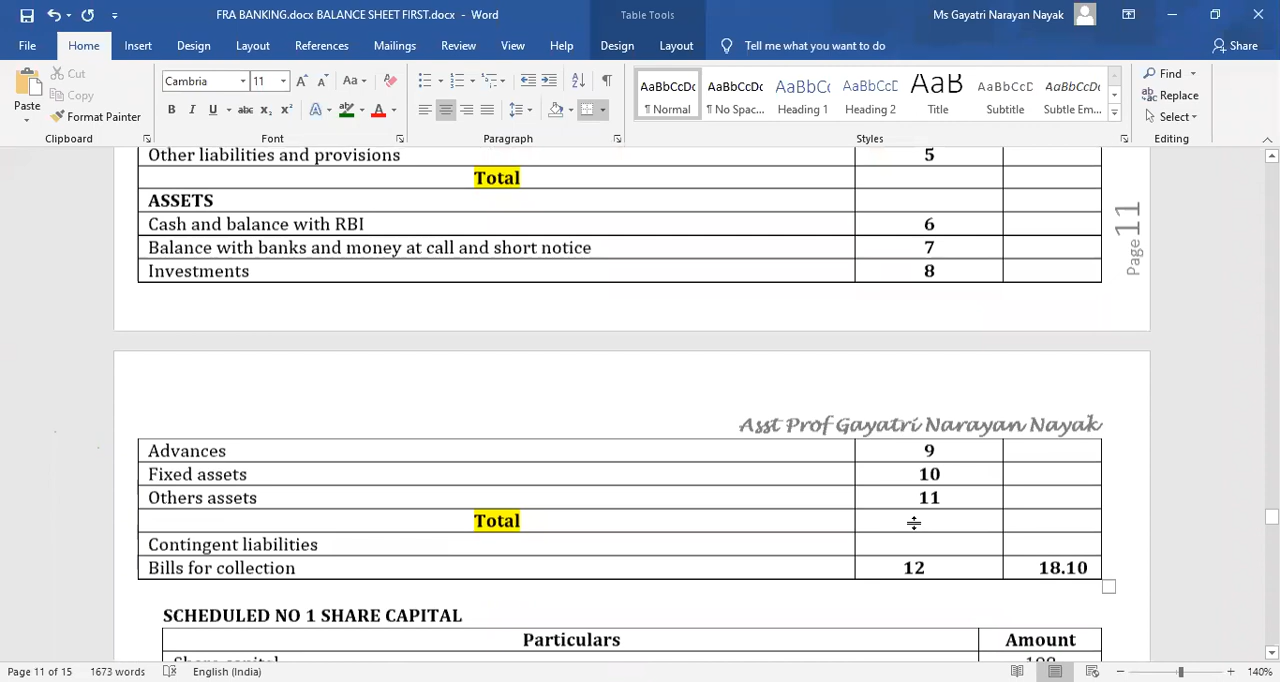 FRA BANKING.docx BALANCE SHEET FIRST.docx - Word
Table Tools
Ms Gayatri Narayan Nayak
File Home Insert Design Layout References Mailings Review View Help Design Layout Tell me what you want to do Share
Paste
Cut
Copy
Format Painter
Clipboard
Cambria 11
Aa
B I U abc x₂ x²
A
Font
Paragraph
AaBbCcDc AaBbCcDc AaBbCc AaBbCcD AaB AaBbCcD AaBbCcDc
¶ Normal ¶ No Spac... Heading 1 Heading 2 Title Subtitle Subtle Em...
Styles
Find
Replace
Select
Editing
Other liabilities and provisions 5
Total
ASSETS
Cash and balance with RBI 6
Balance with banks and money at call and short notice 7
Investments 8
Page 11
Asst Prof Gayatri Narayan Nayak
Advances 9
Fixed assets 10
Others assets 11
Total
Contingent liabilities
Bills for collection 12 18.10
SCHEDULED NO 1 SHARE CAPITAL
Particulars Amount
Page 11 of 15 1673 words English (India) 140%